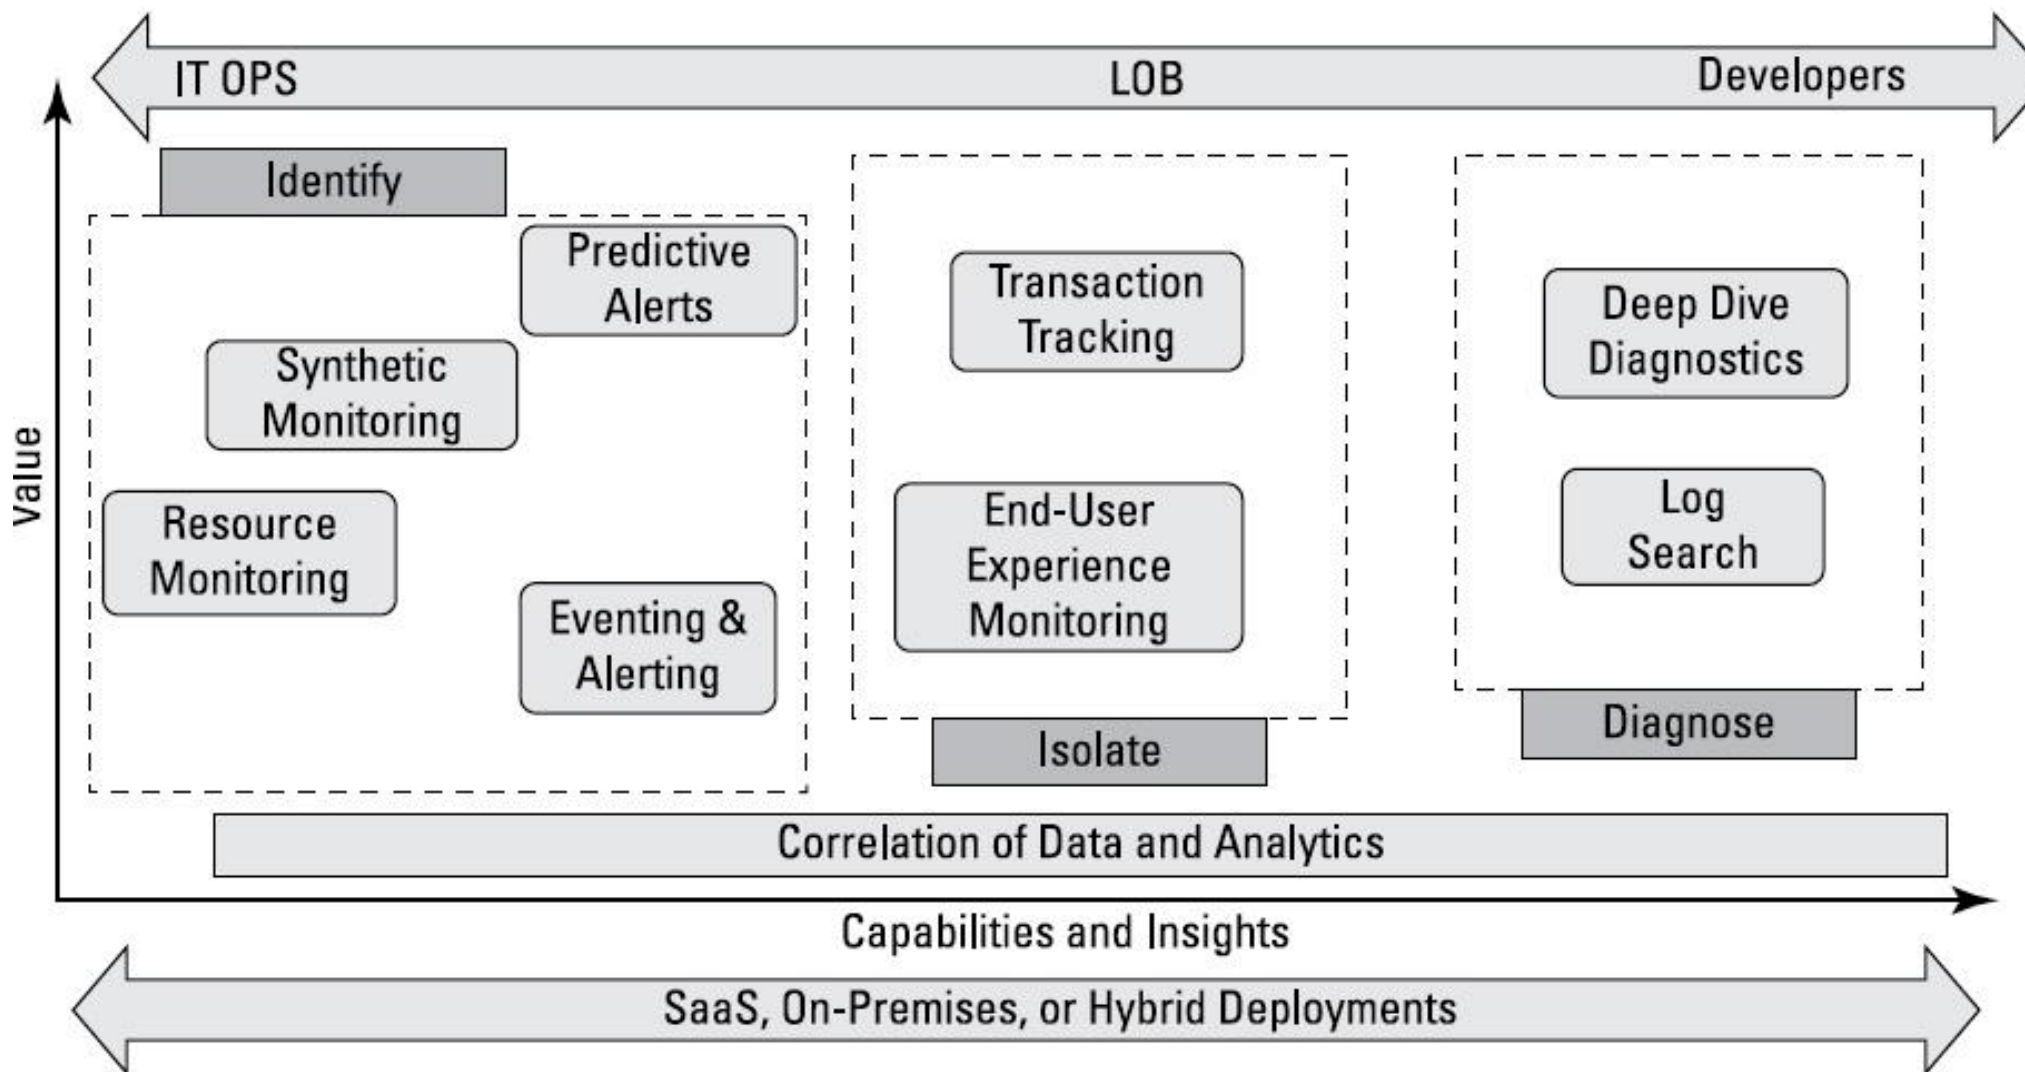 IT OPS
LOB
Developers
Identify
Predictive
Alerts
Synthetic
Monitoring
Resource
Monitoring
Eventing &
Alerting
Transaction
Tracking
End-User
Experience
Monitoring
Isolate
Deep Dive
Diagnostics
Log
Search
Diagnose
Value
Correlation of Data and Analytics
Capabilities and Insights
SaaS, On-Premises, or Hybrid Deployments